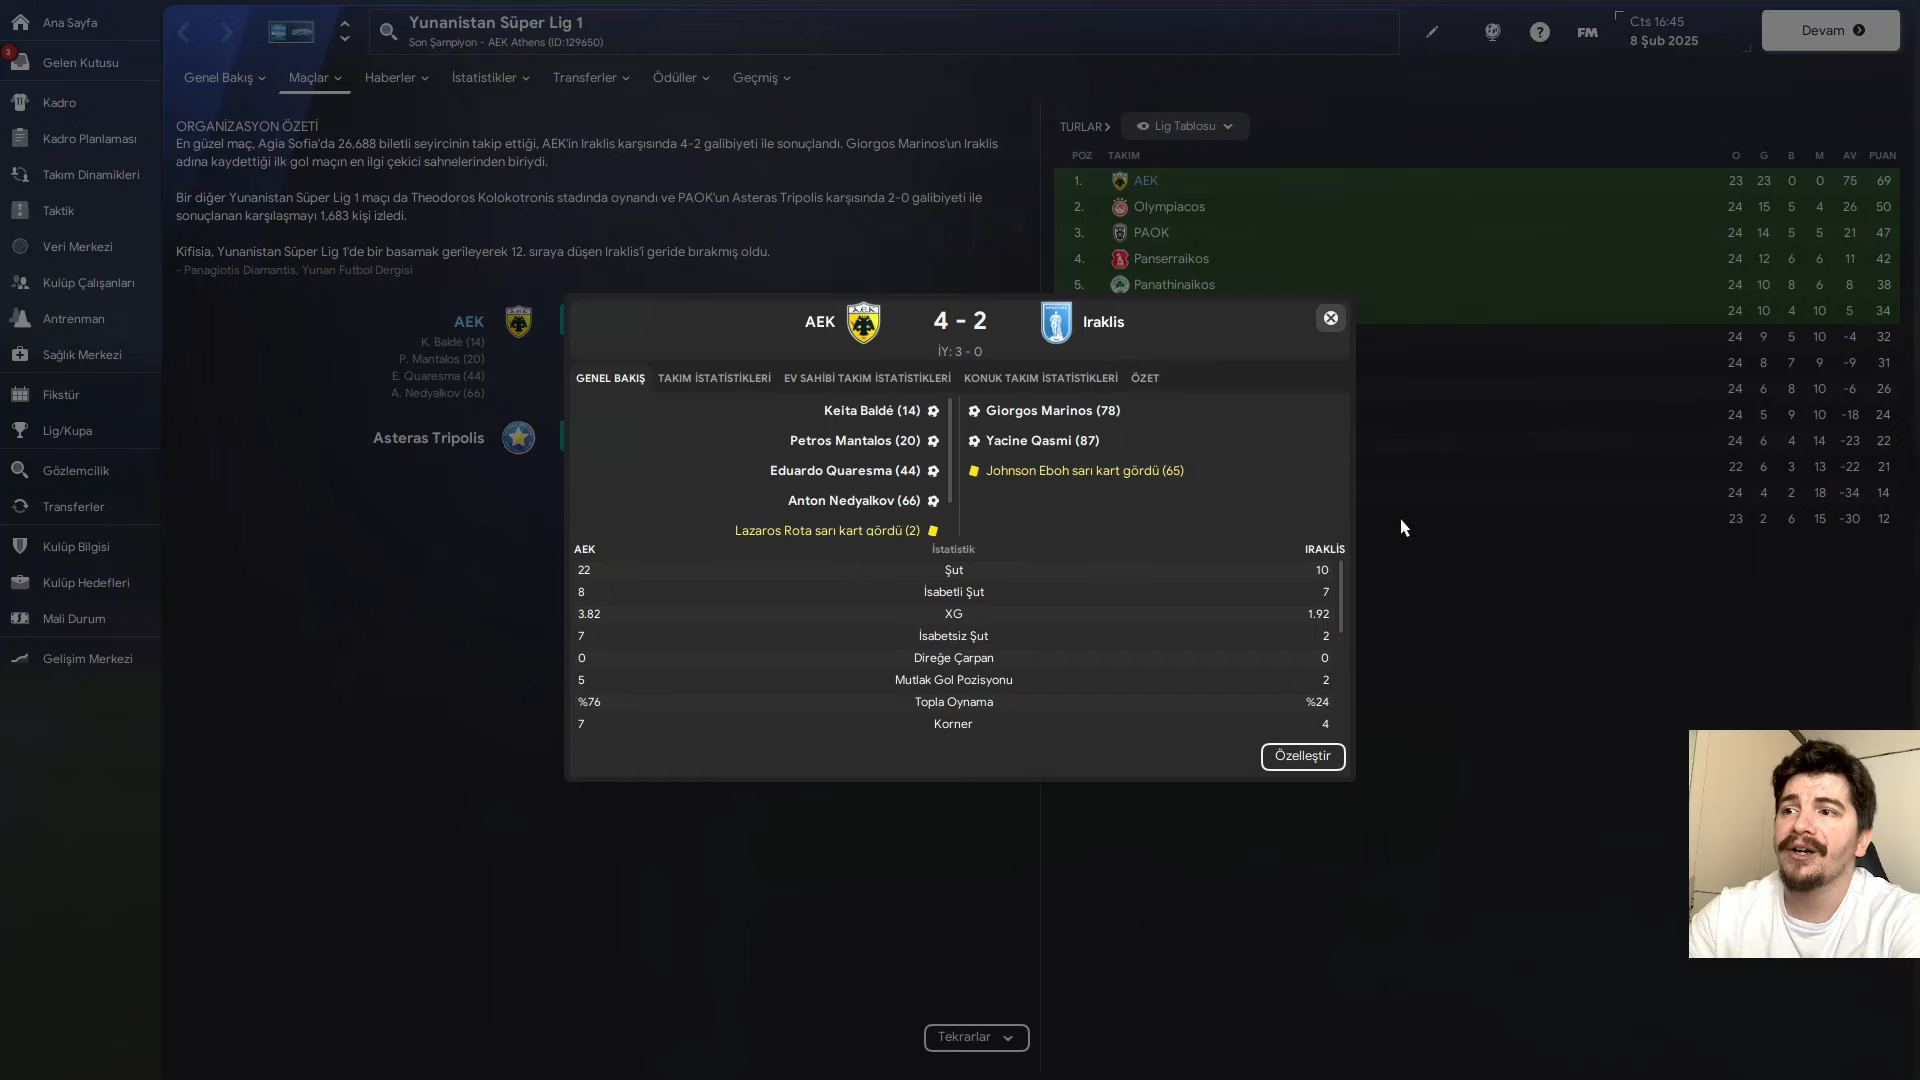 Ana Sayfa
3
Gelen Kutusu
Kadro
Kadro Planlaması
Takım Dinamikleri
Taktik
Veri Merkezi
Kulüp Çalışanları
Antrenman
Sağlık Merkezi
Fikstür
Lig/Kupa
Gözlemcilik
Transferler
Kulüp Bilgisi
Kulüp Hedefleri
Mali Durum
Gelişim Merkezi
Yunanistan Süper Lig 1
Son Şampiyon - AEK Athens (ID:129650)
FM
Cts 16:45
8 Şub 2025
Devam
Genel Bakış Maçlar Haberler İstatistikler Transferler Ödüller Geçmiş
ORGANİZASYON ÖZETİ
En güzel maç, Agia Sofia'da 26,688 biletli seyircinin takip ettiği, AEK'in Iraklis karşısında 4-2 galibiyeti ile sonuçlandı. Giorgos Marinos'un Iraklis
adına kaydettiği ilk gol maçın en ilgi çekici sahnelerinden biriydi.
Bir diğer Yunanistan Süper Lig 1 maçı da Theodoros Kolokotronis stadında oynandı ve PAOK'un Asteras Tripolis karşısında 2-0 galibiyeti ile
sonuçlanan karşılaşmayı 1,683 kişi izledi.
Kifisia, Yunanistan Süper Lig 1'de bir basamak gerileyerek 12. sıraya düşen Iraklis'i geride bırakmış oldu.
- Panagiotis Diamantis, Yunan Futbol Dergisi
AEK
K. Baldé (14)
P. Mantalos (20)
E. Quaresma (44)
A. Nedyalkov (66)
Asteras Tripolis
TURLAR Lig Tablosu
POZ TAKIM O G B M AV PUAN
1. AEK 23 23 0 0 75 69
2. Olympiacos 24 15 5 4 26 50
3. PAOK 24 14 5 5 21 47
4. Panserraikos 24 12 6 6 11 42
5. Panathinaikos 24 10 8 6 8 38
24 10 4 10 5 34
24 9 5 10 -4 32
24 8 7 9 -9 31
24 6 8 10 -6 26
24 5 9 10 -18 24
24 6 4 14 -23 22
22 6 3 13 -22 21
24 4 2 18 -34 14
23 2 6 15 -30 12
AEK 4 - 2 Iraklis
İY: 3 - 0
GENEL BAKIŞ TAKIM İSTATİSTİKLERİ EV SAHİBİ TAKIM İSTATİSTİKLERİ KONUK TAKIM İSTATİSTİKLERİ ÖZET
Keita Baldé (14) Giorgos Marinos (78)
Petros Mantalos (20) Yacine Qasmi (87)
Eduardo Quaresma (44) Johnson Eboh sarı kart gördü (65)
Anton Nedyalkov (66)
Lazaros Rota sarı kart gördü (2)
AEK İstatistik IRAKLİS
22 Şut 10
8 İsabetli Şut 7
3.82 XG 1.92
7 İsabetsiz Şut 2
0 Direğe Çarpan 0
5 Mutlak Gol Pozisyonu 2
%76 Topla Oynama %24
7 Korner 4
Özelleştir
Tekrarlar